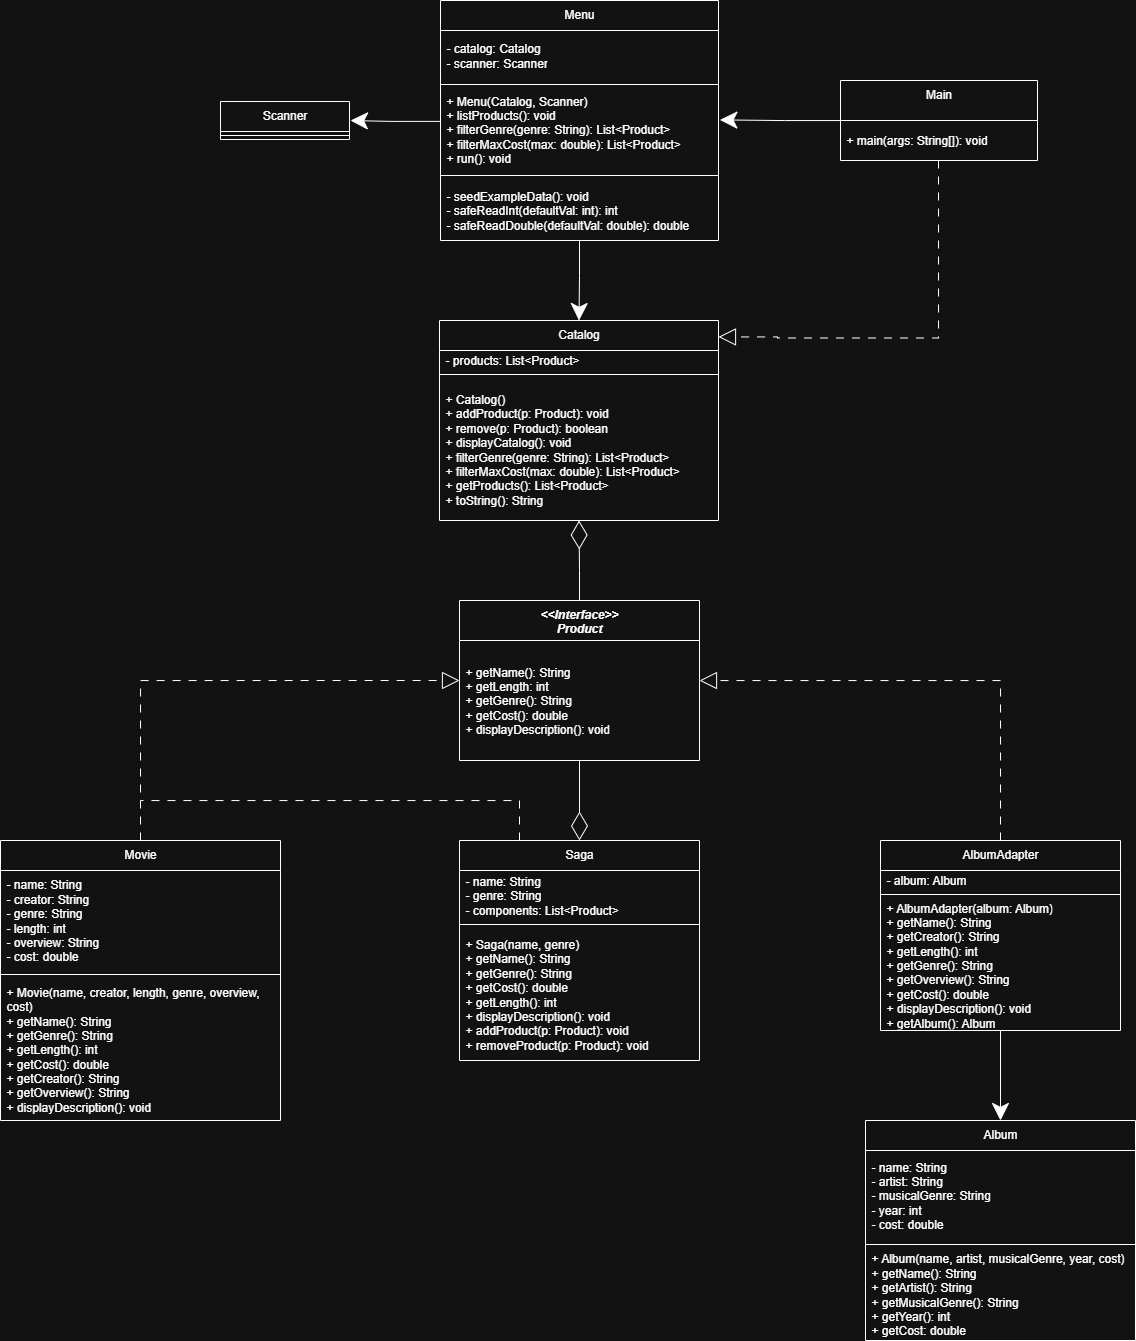 Menu
- catalog: Catalog
- scanner: Scanner
+ Menu(Catalog, Scanner)
+ listProducts(): void
+ filterGenre(genre: String): List<Product>
+ filterMaxCost(max: double): List<Product>
+ run(): void
- seedExampleData(): void
- safeReadInt(defaultVal: int): int
- safeReadDouble(defaultVal: double): double
Scanner
Main
+ main(args: String[]): void
Catalog
- products: List<Product>
+ Catalog()
+ addProduct(p: Product): void
+ remove(p: Product): boolean
+ displayCatalog(): void
+ filterGenre(genre: String): List<Product>
+ filterMaxCost(max: double): List<Product>
+ getProducts(): List<Product>
+ toString(): String
<<Interface>>
Product
+ getName(): String
+ getLength: int
+ getGenre(): String
+ getCost(): double
+ displayDescription(): void
Movie
- name: String
- creator: String
- genre: String
- length: int
- overview: String
- cost: double
+ Movie(name, creator, length, genre, overview,
cost)
+ getName(): String
+ getGenre(): String
+ getLength(): int
+ getCost(): double
+ getCreator(): String
+ getOverview(): String
+ displayDescription(): void
Saga
- name: String
- genre: String
- components: List<Product>
+ Saga(name, genre)
+ getName(): String
+ getGenre(): String
+ getCost(): double
+ getLength(): int
+ displayDescription(): void
+ addProduct(p: Product): void
+ removeProduct(p: Product): void
AlbumAdapter
- album: Album
+ AlbumAdapter(album: Album)
+ getName(): String
+ getCreator(): String
+ getLength(): int
+ getGenre(): String
+ getOverview(): String
+ getCost(): double
+ displayDescription(): void
+ getAlbum(): Album
Album
- name: String
- artist: String
- musicalGenre: String
- year: int
- cost: double
+ Album(name, artist, musicalGenre, year, cost)
+ getName(): String
+ getArtist(): String
+ getMusicalGenre(): String
+ getYear(): int
+ getCost: double